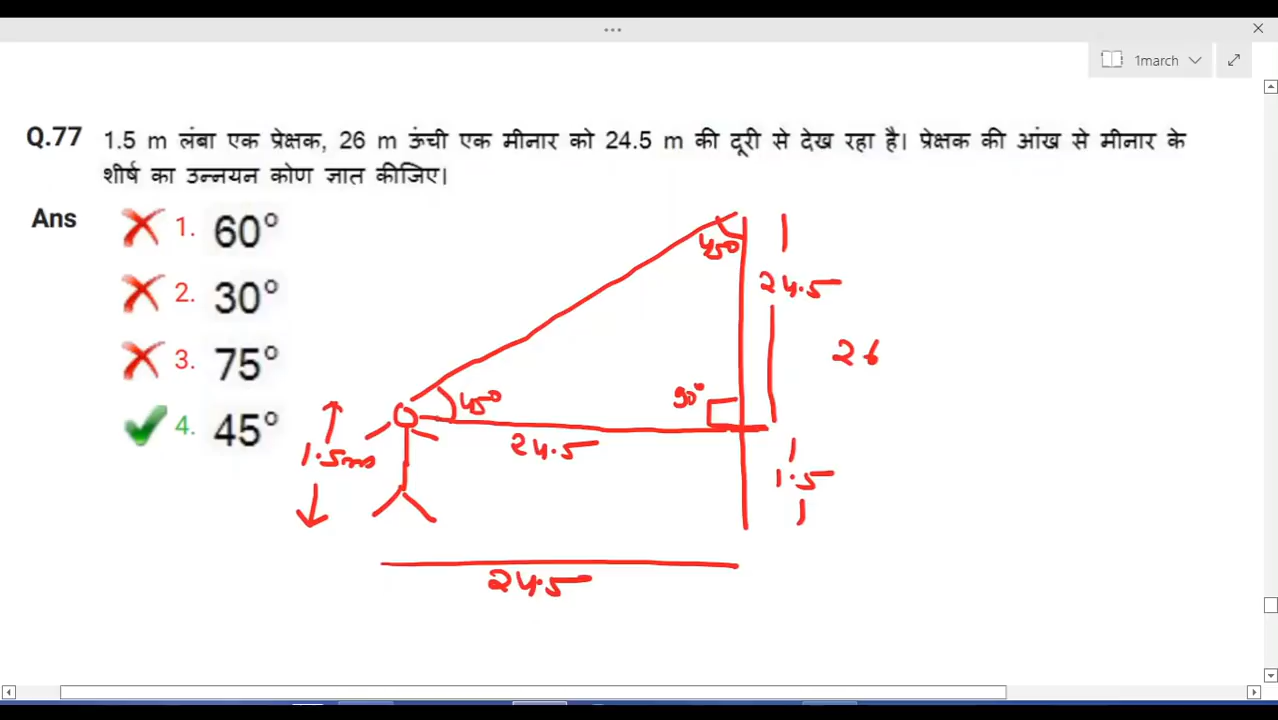 1march
Q.77 1.5 m लंबा एक प्रेक्षक, 26 m ऊंची एक मीनार को 24.5 m की दूरी से देख रहा है। प्रेक्षक की आंख से मीनार के
शीर्ष का उन्नयन कोण ज्ञात कीजिए।
Ans
1. 60°
2. 30°
3. 75°
4. 45°
45°
24.5
26
90°
45°
24.5
1.5m
1.5
24.5